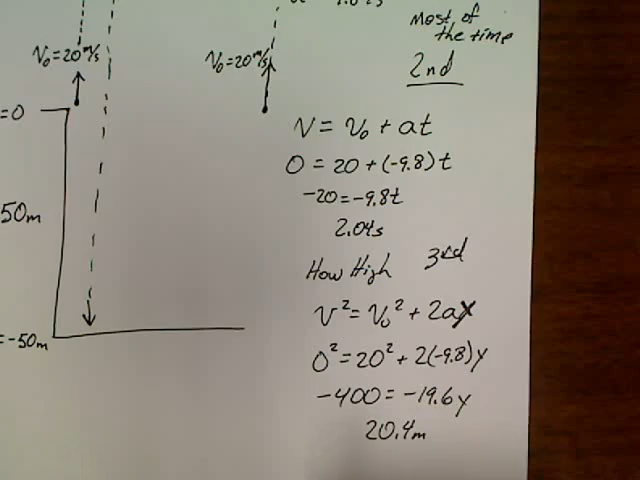 Most of
the time
V₀=20m/s
V₀=20m/s
2nd
=0
V = V₀ + at
0 = 20 + (-9.8)t
-20 = -9.8t
50m
2.04s
How High 3rd
V² = V₀² + 2ay
0² = 20² + 2(-9.8)y
=-50m
-400 = -19.6y
20.4m